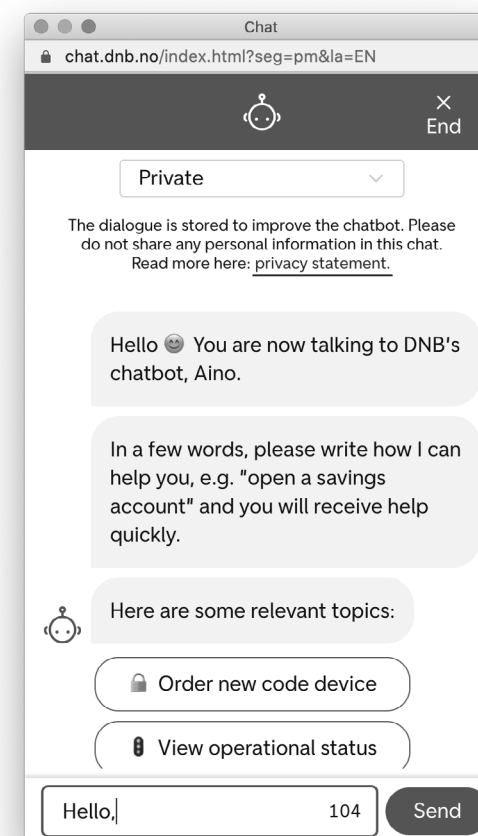 Chat
chat.dnb.no/index.html?seg=pm&la=EN
×
End
Private
The dialogue is stored to improve the chatbot. Please
do not share any personal information in this chat.
Read more here: privacy statement.
Hello 😊 You are now talking to DNB's
chatbot, Aino.
In a few words, please write how I can
help you, e.g. "open a savings
account" and you will receive help
quickly.
Here are some relevant topics:
Order new code device
View operational status
Hello, 104 Send